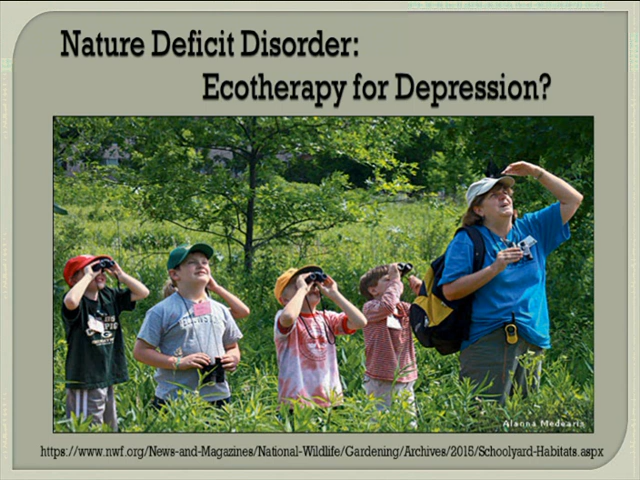 Nature Deficit Disorder:
Ecotherapy for Depression?
Alanna Medearis
https://www.nwf.org/News-and-Magazines/National-Wildlife/Gardening/Archives/2015/Schoolyard-Habitats.aspx